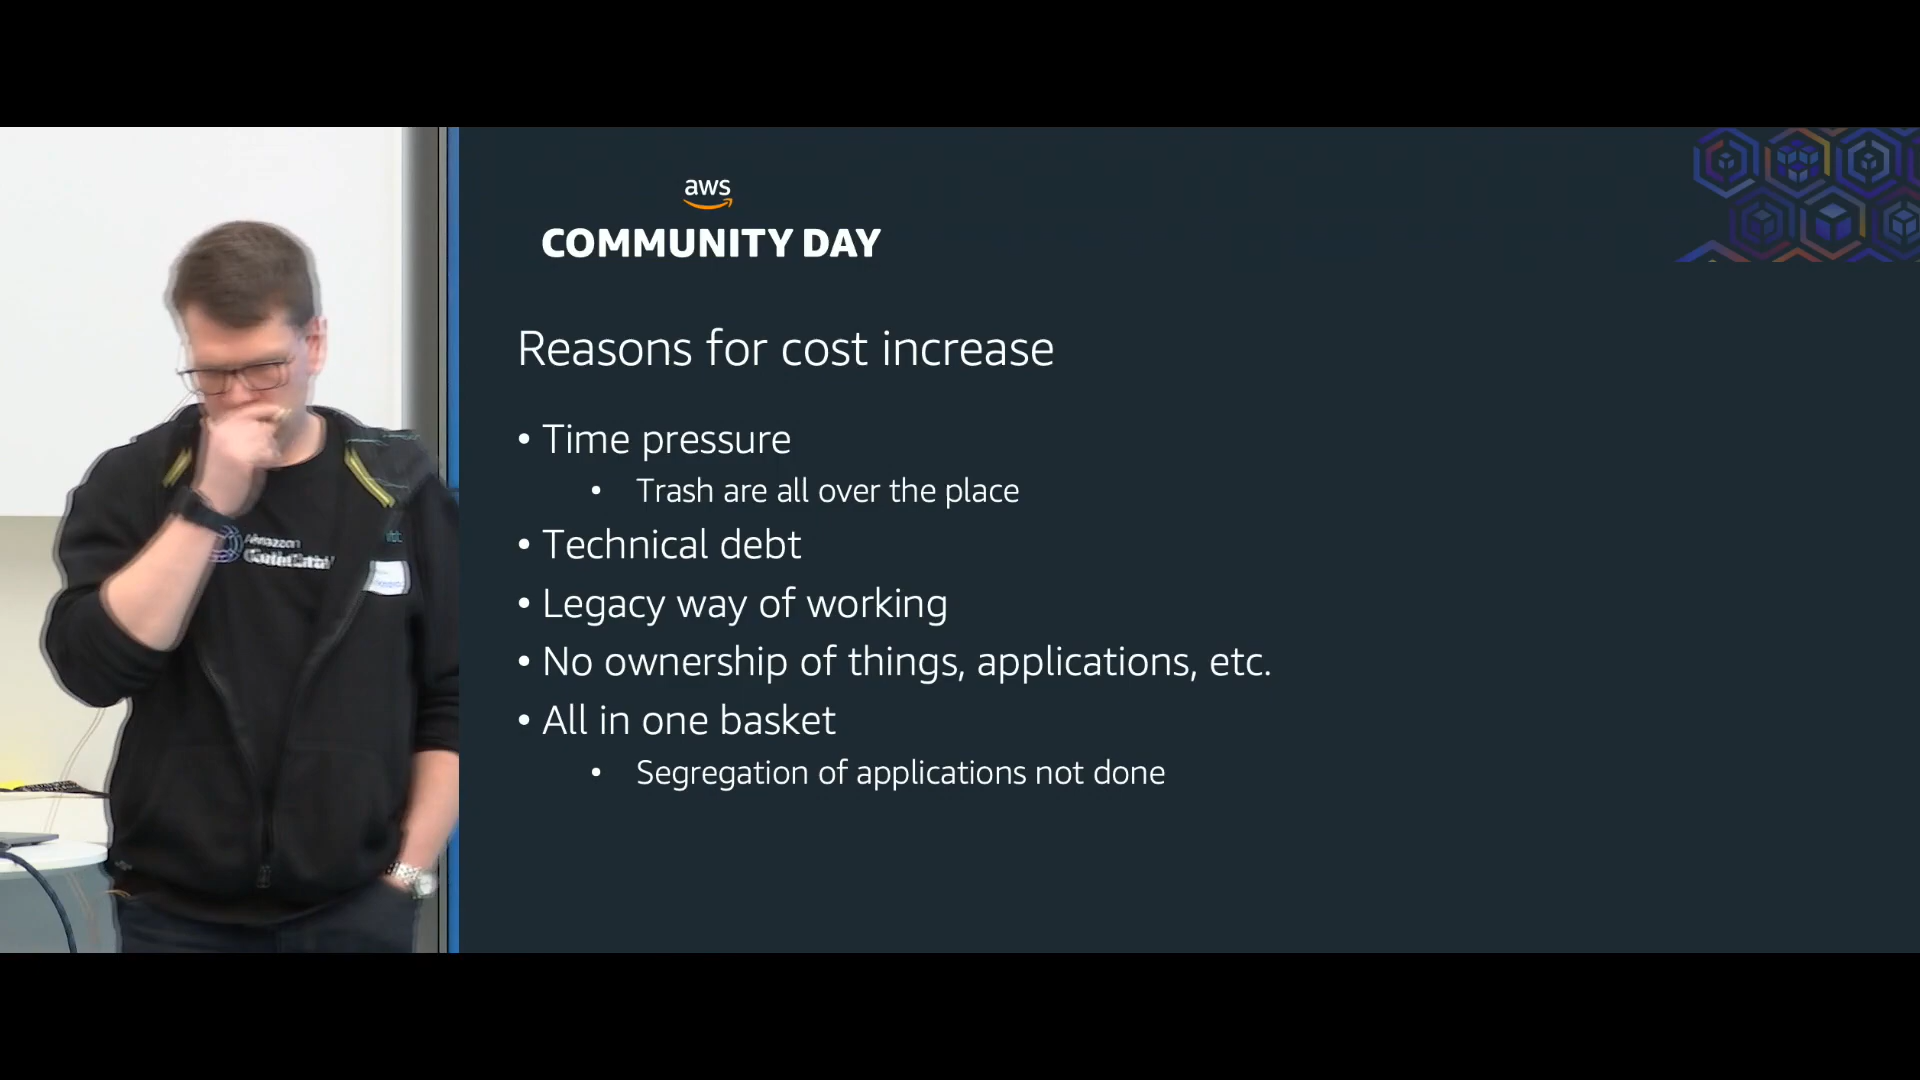 aws
COMMUNITY DAY
Reasons for cost increase
• Time pressure
• Trash are all over the place
• Technical debt
• Legacy way of working
• No ownership of things, applications, etc.
• All in one basket
• Segregation of applications not done
Amazon